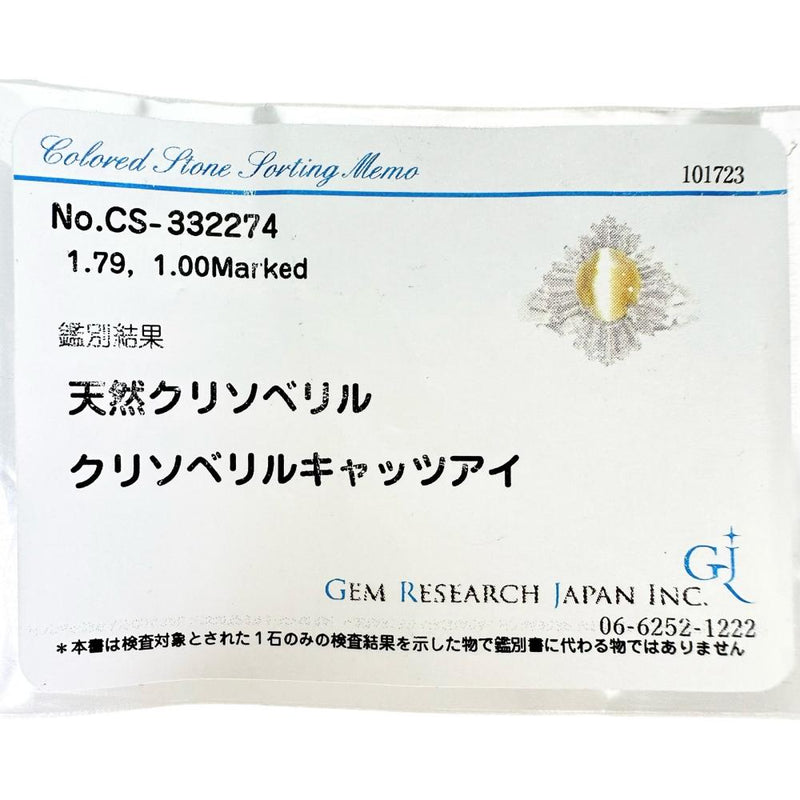 Colored Stone Sorting Memo
101723
No.CS-332274
1.79, 1.00Marked
鑑別結果
天然クリソベリル
クリソベリルキャッツアイ
GJ
GEM RESEARCH JAPAN INC.
06-6252-1222
*本書は検査対象とされた1石のみの検査結果を示した物で鑑別書に代わる物ではありません